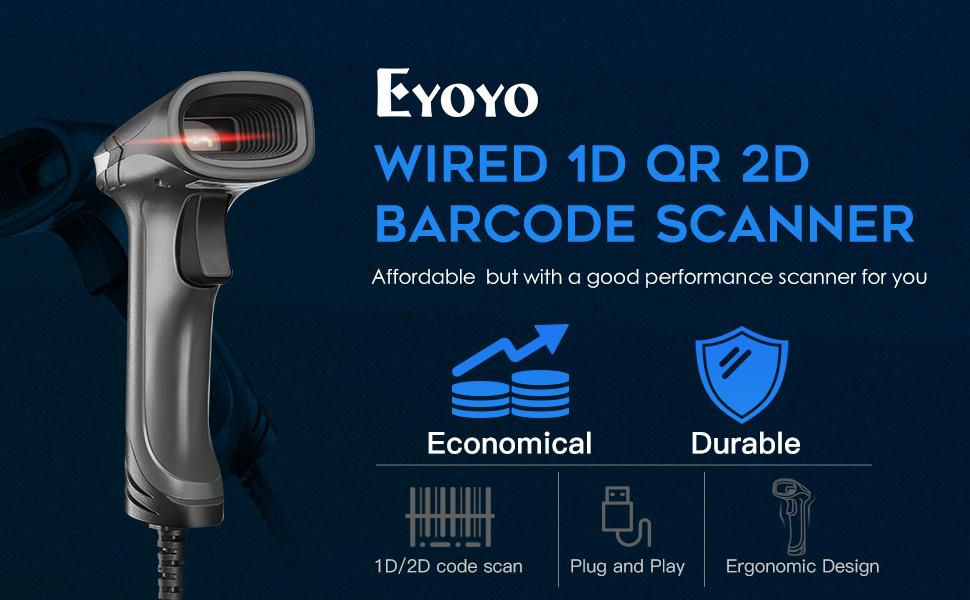 EYOYO
WIRED 1D QR 2D
BARCODE SCANNER
Affordable but with a good performance scanner for you
Economical
Durable
1D/2D code scan
Plug and Play
Ergonomic Design